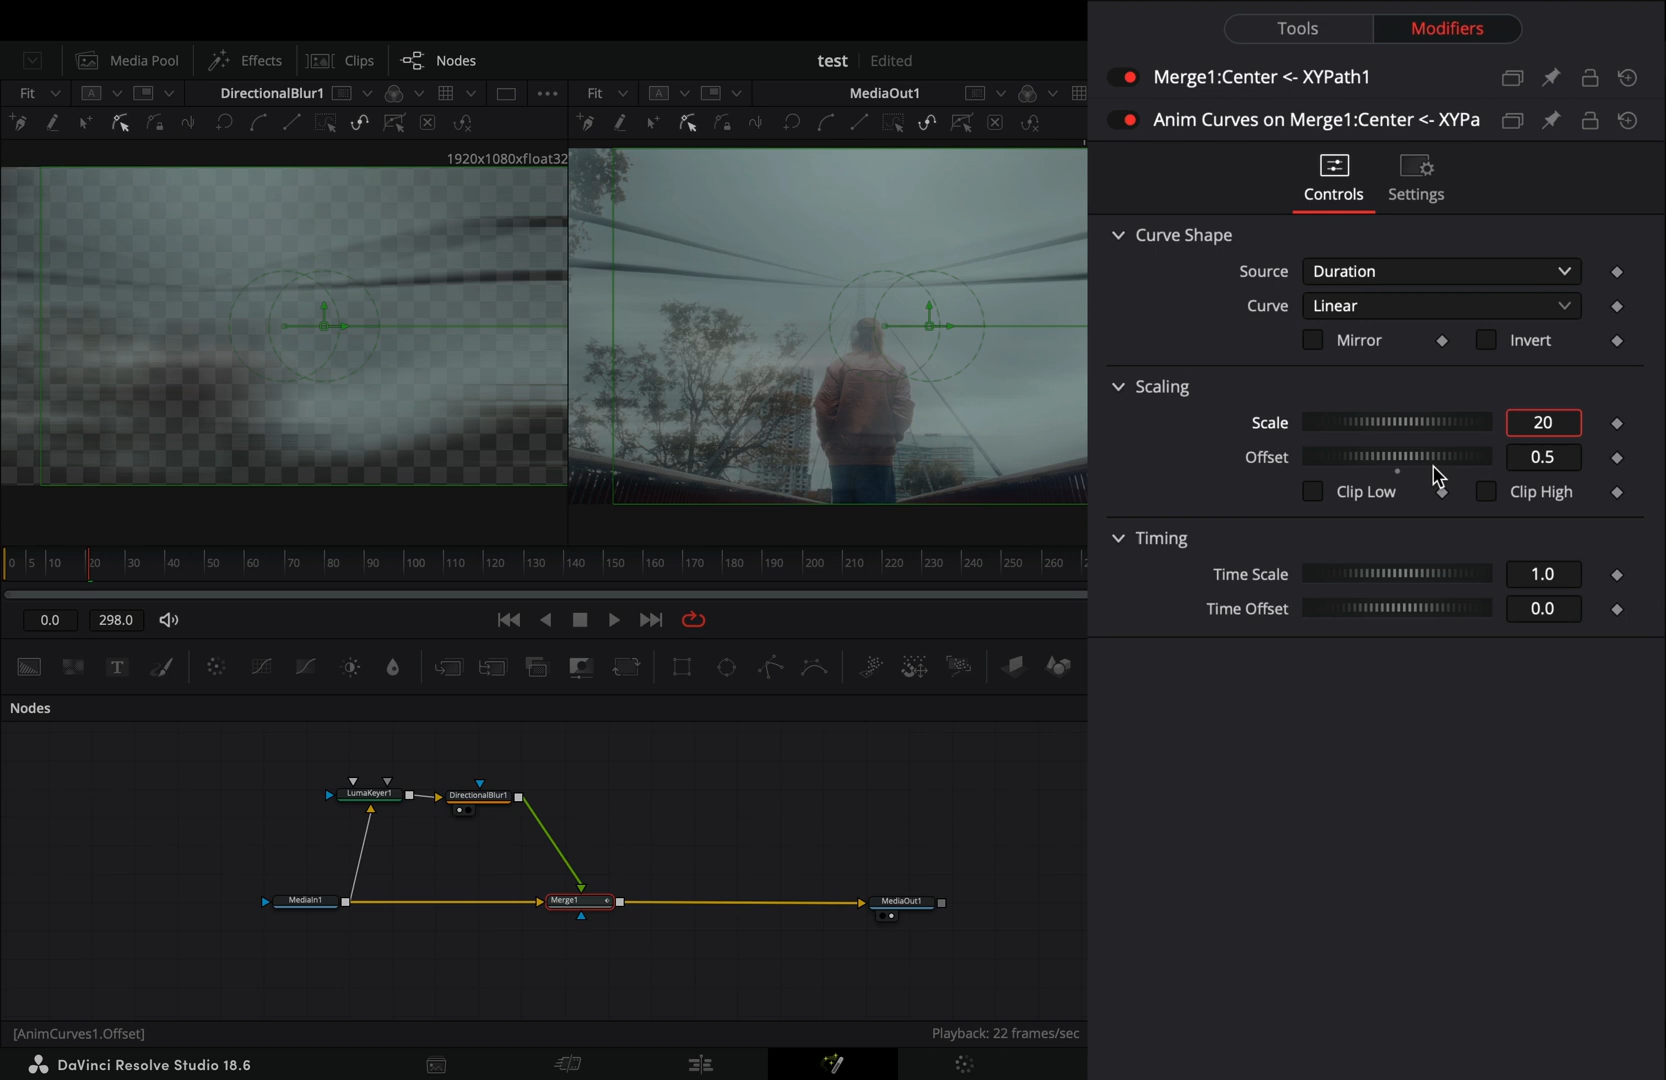 Tools
Modifiers
Merge1:Center <- XYPath1
Anim Curves on Merge1:Center <- XYPa
Media Pool
Effects
Clips
Nodes
test
Edited
Fit
A
DirectionalBlur1
Fit
A
MediaOut1
1920x1080xfloat32
Controls
Settings
Curve Shape
Source
Duration
Curve
Linear
Mirror
Invert
Scaling
Scale
20
Offset
0.5
Clip Low
Clip High
Timing
Time Scale
1.0
Time Offset
0.0
0 5 10 20 30 40 50 60 70 80 90 100 110 120 130 140 150 160 170 180 190 200 210 220 230 240 250 260
0.0
298.0
T
Nodes
LumaKeyer1
DirectionalBlur1
MediaIn1
Merge1
MediaOut1
[AnimCurves1.Offset]
Playback: 22 frames/sec
DaVinci Resolve Studio 18.6